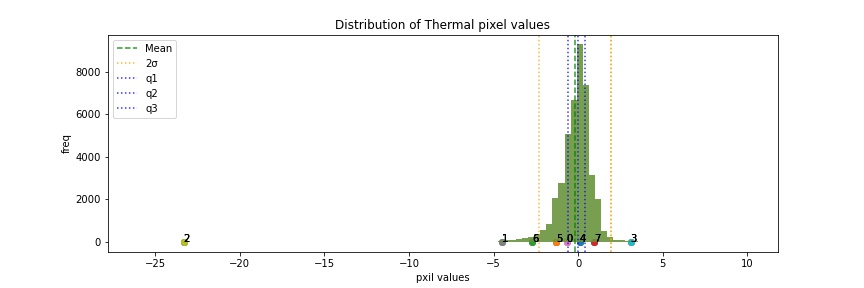 Distribution of Thermal pixel values
Mean
2σ
q1
q2
q3
freq
8000
6000
4000
2000
0
2 1 6 5 0 4 7 3
−25 −20 −15 −10 −5 0 5 10
pxil values